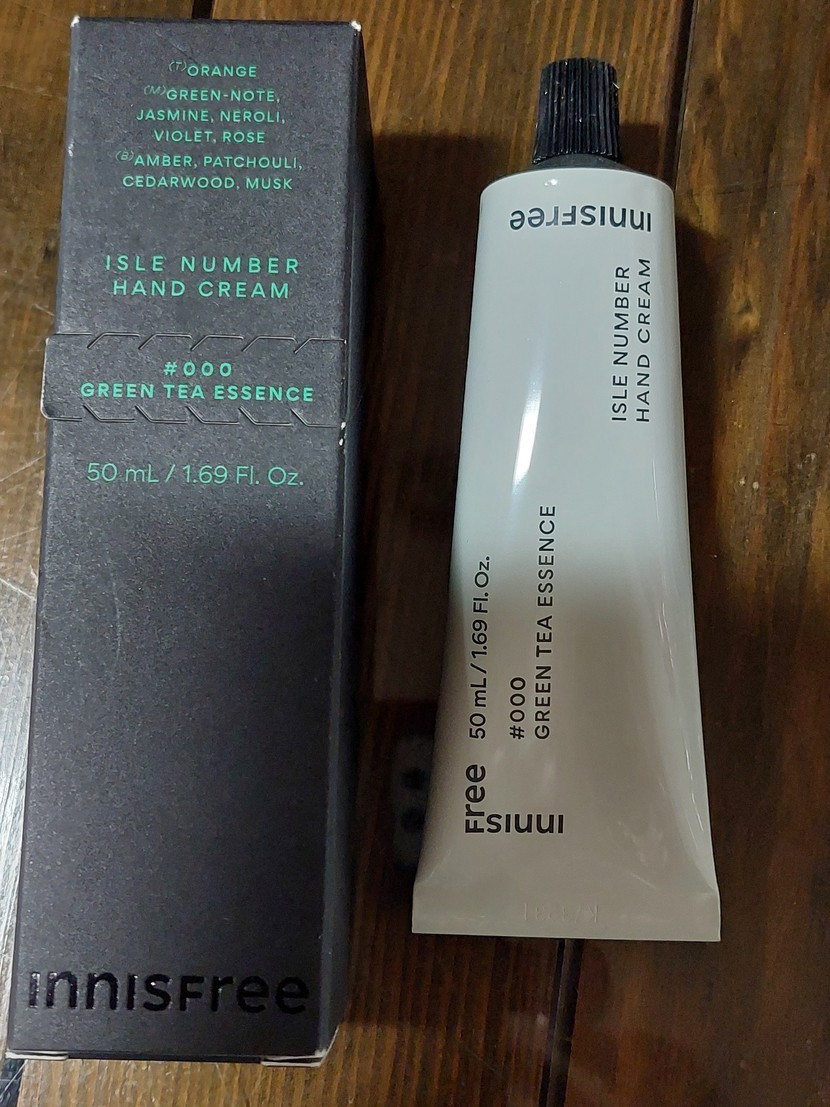 (T)ORANGE
(M)GREEN-NOTE,
JASMINE, NEROLI,
VIOLET, ROSE
(B)AMBER, PATCHOULI,
CEDARWOOD, MUSK
ISLE NUMBER
HAND CREAM
#000
GREEN TEA ESSENCE
50 mL / 1.69 Fl. Oz.
INNISFree
INNISFree
ISLE NUMBER
HAND CREAM
50 mL / 1.69 Fl. Oz.
#000
GREEN TEA ESSENCE
INNISFree